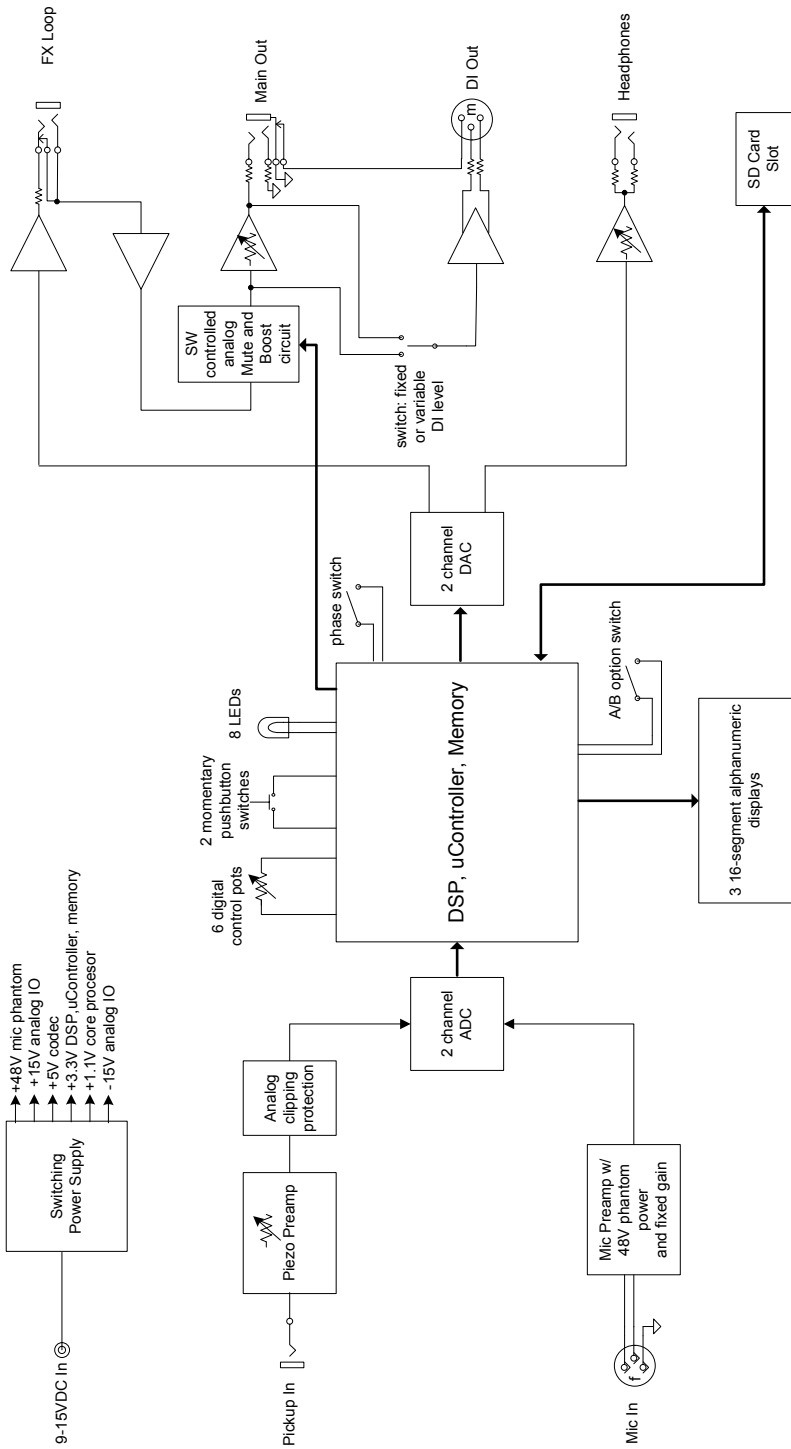 9-15VDC In
Switching
Power Supply
+48V mic phantom
+15V analog IO
+5V codec
+3.3V DSP,uController, memory
+1.1V core procesor
-15V analog IO
Pickup In
Piezo Preamp
Analog
clipping
protection
Mic In
f
Mic Preamp w/
48V phantom
power
and fixed gain
2 channel
ADC
6 digital
control pots
2 momentary
pushbutton
switches
8 LEDs
phase switch
DSP, uController, Memory
A/B option switch
3 16-segment alphanumeric
displays
2 channel
DAC
SW
controlled
analog
Mute and
Boost
circuit
switch: fixed
or variable
DI level
FX Loop
Main Out
DI Out
m
Headphones
SD Card
Slot